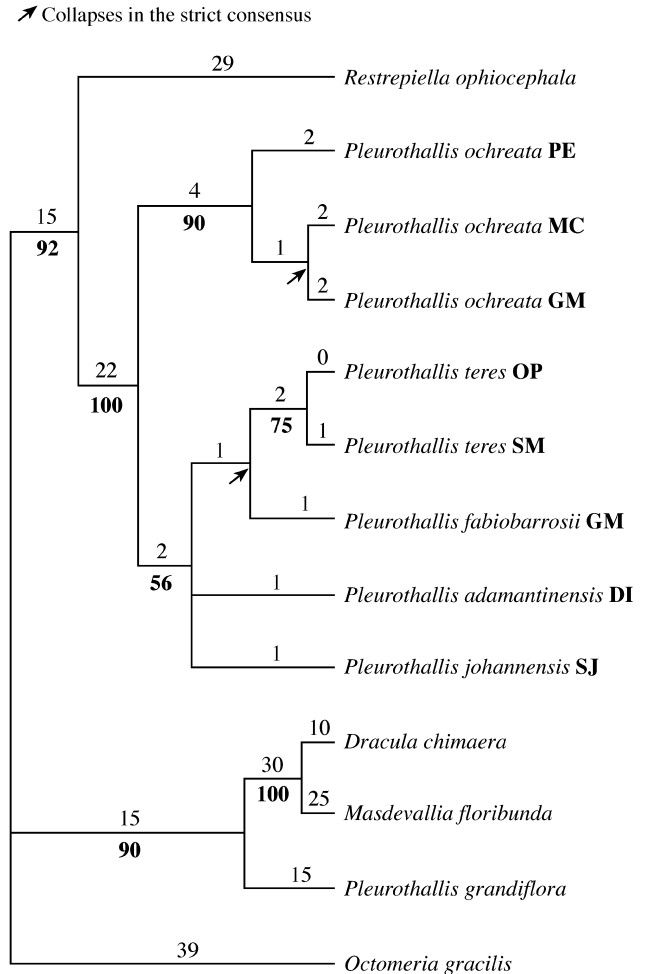 Collapses in the strict consensus
29
Restrepiella ophiocephala
2
Pleurothallis ochreata PE
4
90
15
92
2
Pleurothallis ochreata MC
1
2
Pleurothallis ochreata GM
0
Pleurothallis teres OP
22
100
2
75
1
Pleurothallis teres SM
1
1
Pleurothallis fabiobarrosii GM
2
56
1
Pleurothallis adamantinensis DI
1
Pleurothallis johannensis SJ
10
Dracula chimaera
30
100
25
Masdevallia floribunda
15
90
15
Pleurothallis grandiflora
39
Octomeria gracilis